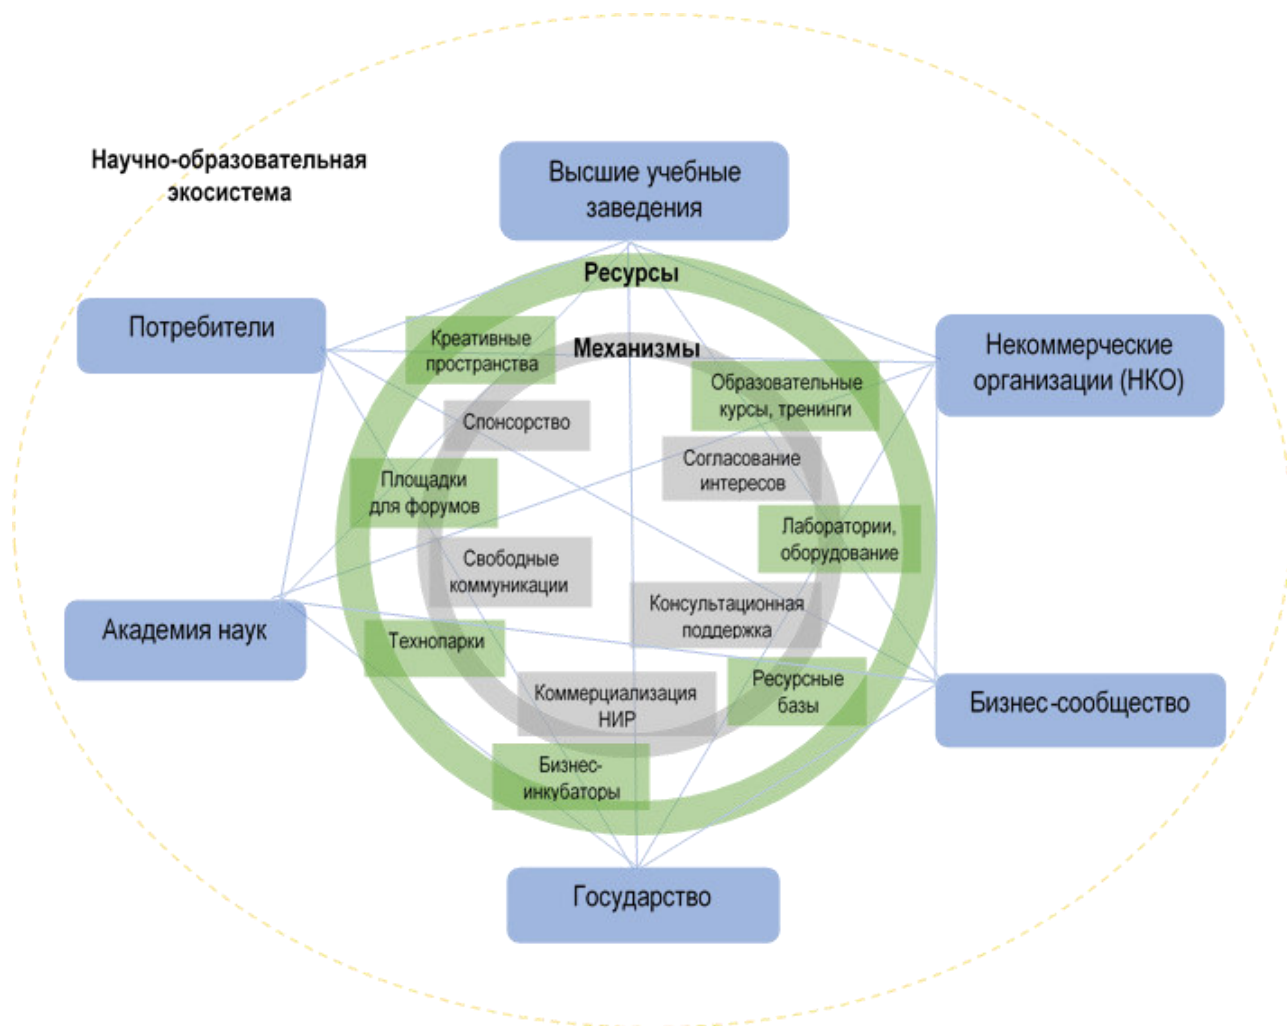 Научно-образовательная
экосистема
Высшие учебные
заведения
Ресурсы
Потребители
Креативные
пространства
Механизмы
Некоммерческие
организации (НКО)
Образовательные
курсы, тренинги
Спонсорство
Согласование
интересов
Площадки
для форумов
Лаборатории,
оборудование
Свободные
коммуникации
Консультационная
поддержка
Академия наук
Технопарки
Коммерциализация
НИР
Ресурсные
базы
Бизнес-сообщество
Бизнес-
инкубаторы
Государство